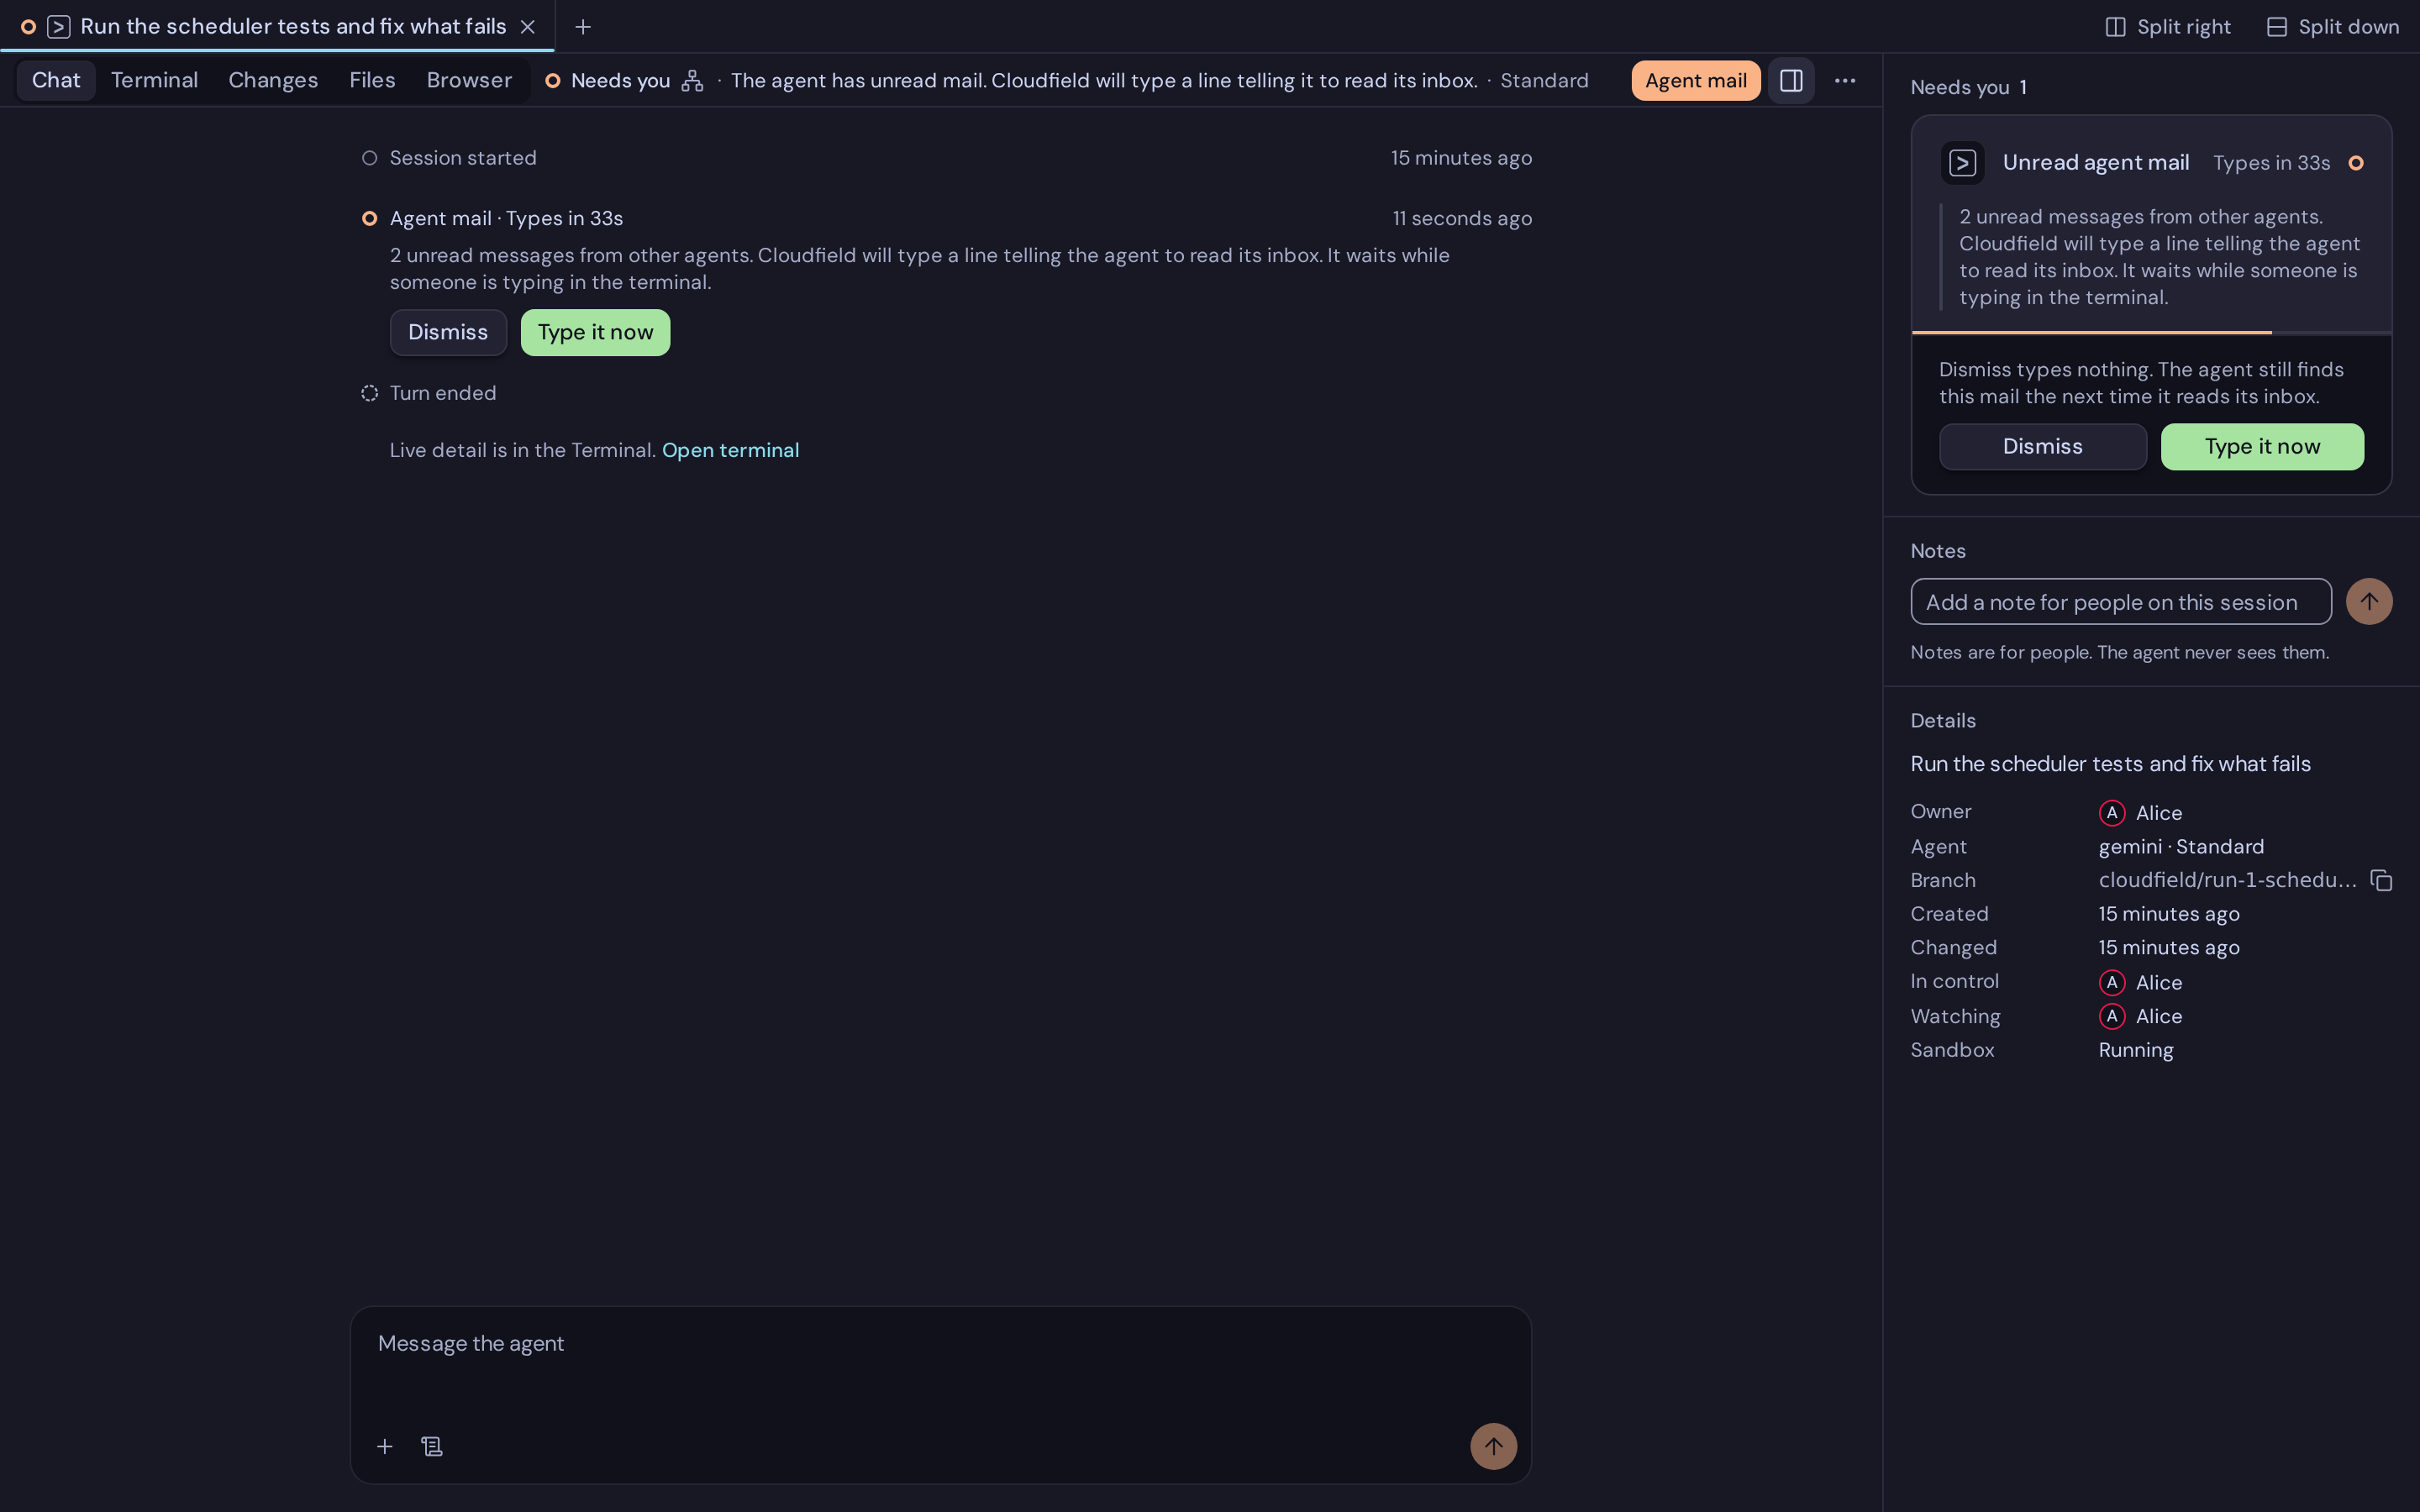 Run the scheduler tests and fix what fails
Split right
Split down
Chat
Terminal
Changes
Files
Browser
Needs you
· The agent has unread mail. Cloudfield will type a line telling it to read its inbox. · Standard
Agent mail
Session started
15 minutes ago
Agent mail · Types in 33s
11 seconds ago
2 unread messages from other agents. Cloudfield will type a line telling the agent to read its inbox. It waits while
someone is typing in the terminal.
Dismiss
Type it now
Turn ended
Live detail is in the Terminal. Open terminal
Message the agent
Needs you 1
Unread agent mail
Types in 33s
2 unread messages from other agents.
Cloudfield will type a line telling the agent
to read its inbox. It waits while someone is
typing in the terminal.
Dismiss types nothing. The agent still finds
this mail the next time it reads its inbox.
Dismiss
Type it now
Notes
Add a note for people on this session
Notes are for people. The agent never sees them.
Details
Run the scheduler tests and fix what fails
Owner
A Alice
Agent
gemini · Standard
Branch
cloudfield/run-1-schedu…
Created
15 minutes ago
Changed
15 minutes ago
In control
A Alice
Watching
A Alice
Sandbox
Running